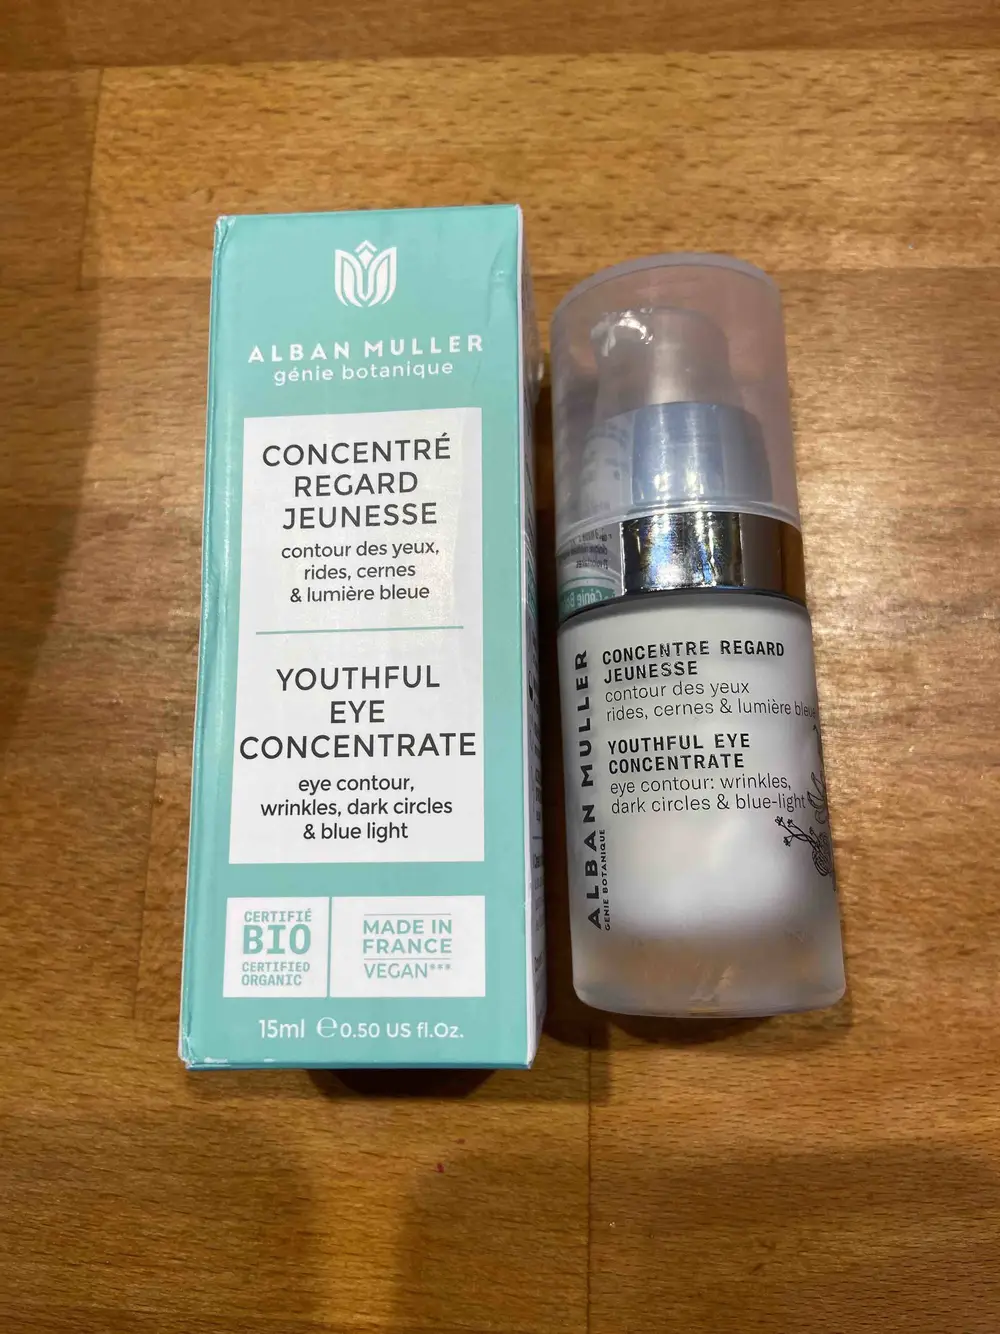 ALBAN MULLER
génie botanique
CONCENTRÉ
REGARD
JEUNESSE
contour des yeux,
rides, cernes
& lumière bleue
YOUTHFUL
EYE
CONCENTRATE
eye contour,
wrinkles, dark circles
& blue light
CERTIFIÉ
BIO
CERTIFIED
ORGANIC
MADE IN
FRANCE
VEGAN***
15ml ℮ 0.50 US fl.Oz.
ALBAN MULLER
GENIE BOTANIQUE
CONCENTRE REGARD
JEUNESSE
contour des yeux
rides, cernes & lumière bleue
YOUTHFUL EYE
CONCENTRATE
eye contour: wrinkles,
dark circles & blue-light